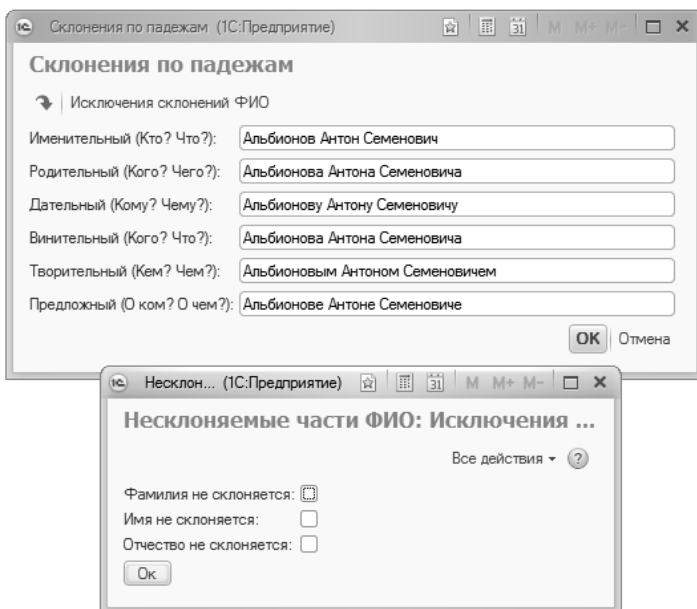 Склонения по падежам (1С:Предприятие) 31 M M+ M-
Склонения по падежам
Исключения склонений ФИО
Именительный (Кто? Что?): Альбионов Антон Семенович
Родительный (Кого? Чего?): Альбионова Антона Семеновича
Дательный (Кому? Чему?): Альбионову Антону Семеновичу
Винительный (Кого? Что?): Альбионова Антона Семеновича
Творительный (Кем? Чем?): Альбионовым Антоном Семеновичем
Предложный (О ком? О чем?): Альбионове Антоне Семеновиче
OK Отмена
Несклон... (1С:Предприятие) 31 M M+ M-
Несклоняемые части ФИО: Исключения ...
Все действия ?
Фамилия не склоняется:
Имя не склоняется:
Отчество не склоняется:
Ок